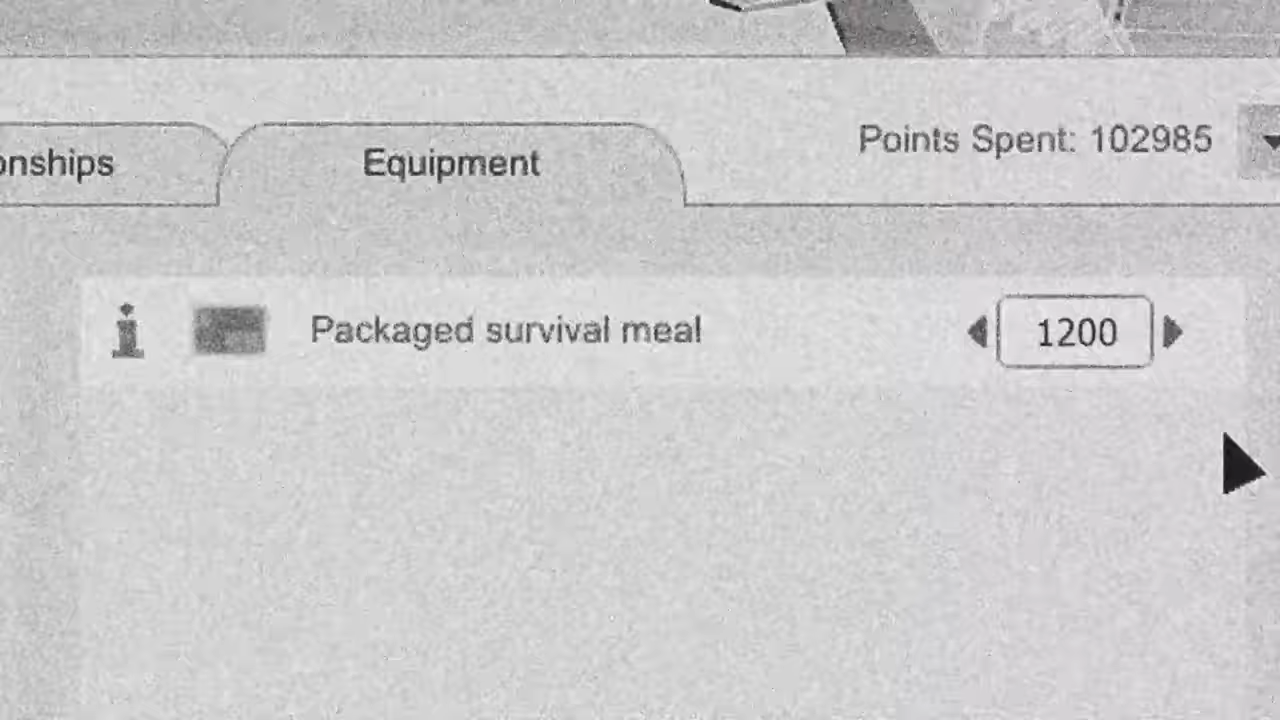 onships
Equipment
Points Spent: 102985
Packaged survival meal
1200